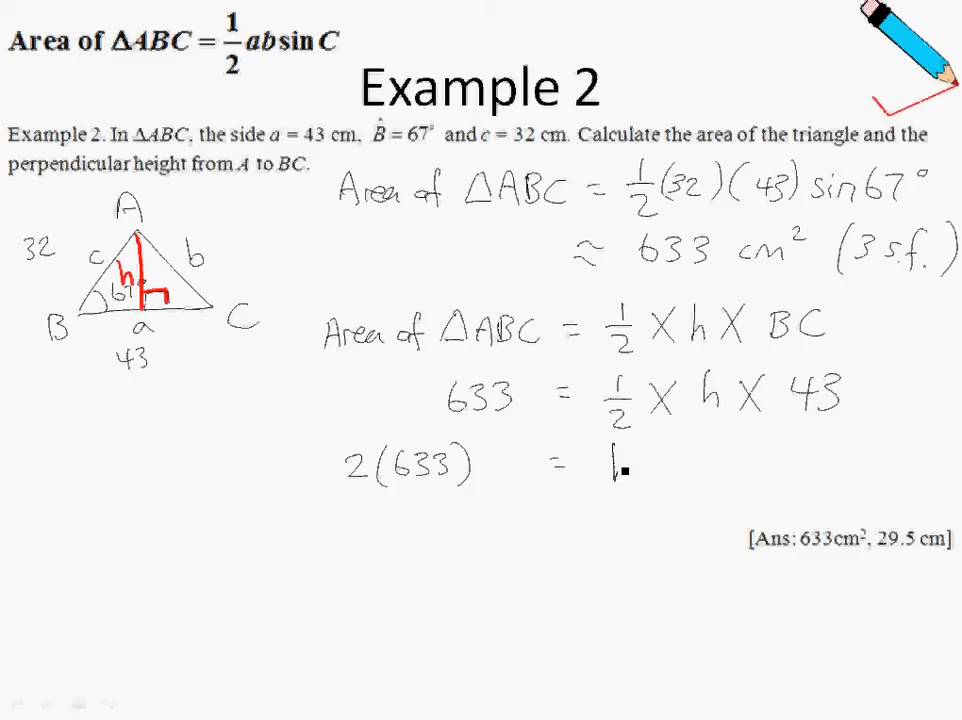 Area of ΔABC = 1/2 ab sin C
Example 2
Example 2. In ΔABC, the side a = 43 cm, B̂ = 67° and c = 32 cm. Calculate the area of the triangle and the
perpendicular height from A to BC.
Area of ΔABC = 1/2 (32)(43) sin 67°
≈ 633 cm² (3 s.f.)
A
32 c h b
67°
B a C
43
Area of ΔABC = 1/2 X h X BC
633 = 1/2 X h X 43
2(633) =
[Ans: 633cm², 29.5 cm]